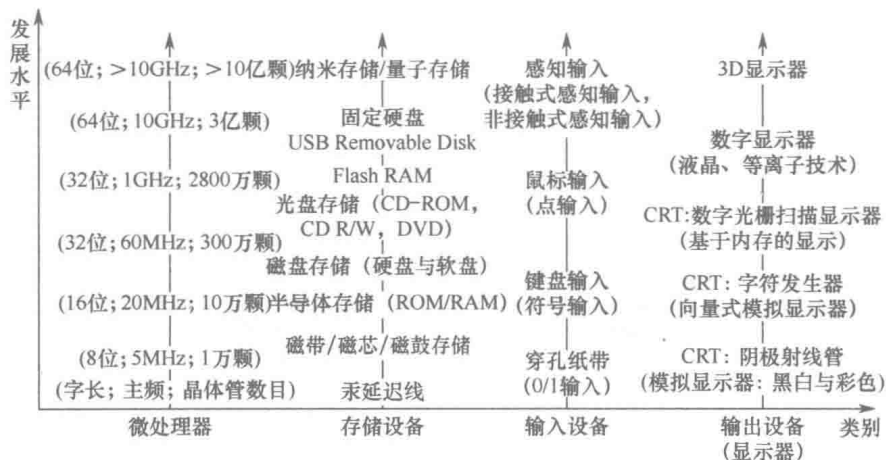 发展水平
(64位；>10GHz；>10亿颗)
(64位；10GHz；3亿颗)
(32位；1GHz；2800万颗)
(32位；60MHz；300万颗)
(16位；20MHz；10万颗)
(8位；5MHz；1万颗)
(字长；主频；晶体管数目)
微处理器
纳米存储/量子存储
固定硬盘
USB Removable Disk
Flash RAM
光盘存储（CD-ROM，
CD R/W，DVD）
磁盘存储（硬盘与软盘）
半导体存储（ROM/RAM）
磁带/磁芯/磁鼓存储
汞延迟线
存储设备
感知输入
(接触式感知输入，
非接触式感知输入)
鼠标输入
(点输入)
键盘输入
(符号输入)
穿孔纸带
(0/1输入)
输入设备
3D显示器
数字显示器
(液晶、等离子技术)
CRT:数字光栅扫描显示器
(基于内存的显示)
CRT: 字符发生器
(向量式模拟显示器)
CRT: 阴极射线管
(模拟显示器：黑白与彩色)
输出设备
(显示器)
类别